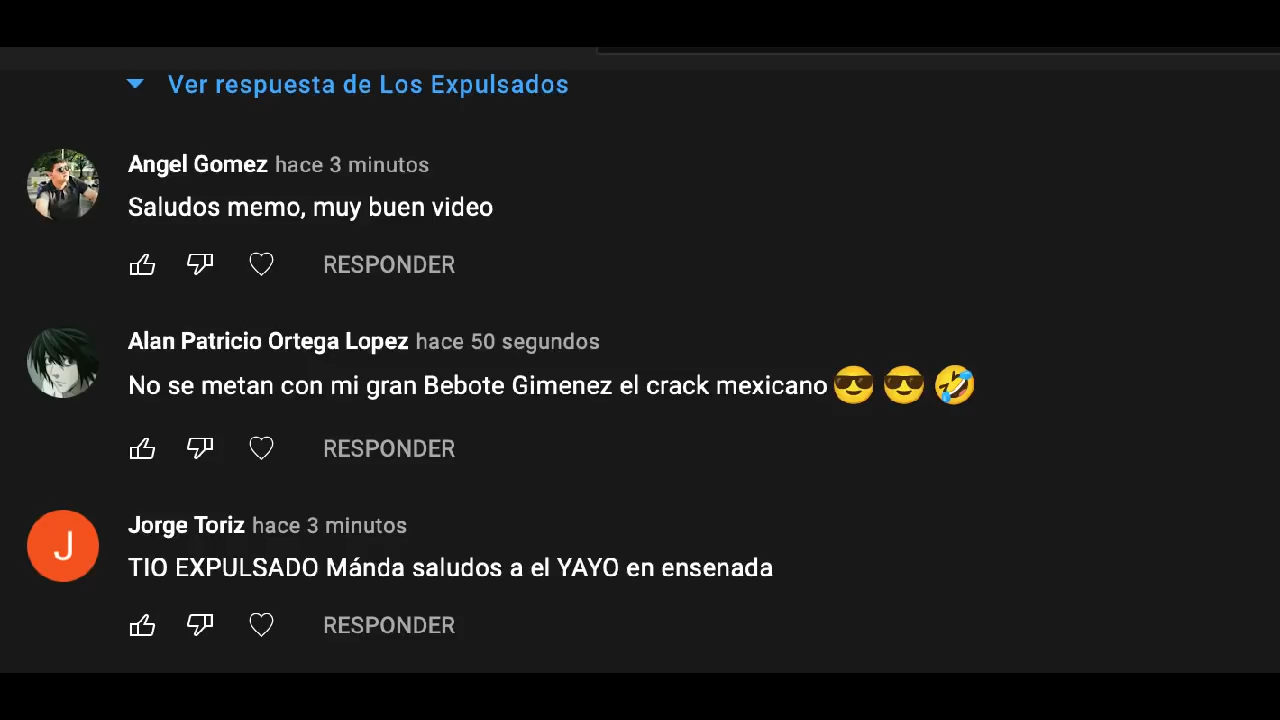 Ver respuesta de Los Expulsados
Angel Gomez hace 3 minutos
Saludos memo, muy buen video
RESPONDER
Alan Patricio Ortega Lopez hace 50 segundos
No se metan con mi gran Bebote Gimenez el crack mexicano 😎 😎 🤣
RESPONDER
J
Jorge Toriz hace 3 minutos
TIO EXPULSADO Mánda saludos a el YAYO en ensenada
RESPONDER